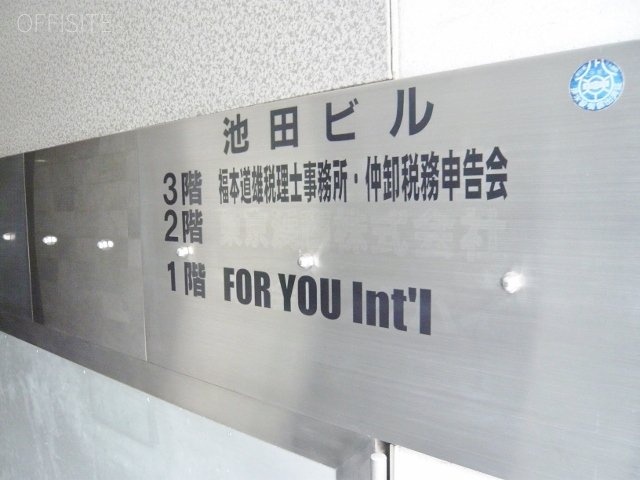 OFFISITE
池田ビル
3階 福本道雄税理士事務所・仲卸税務申告会
2階
1階 FOR YOU Int'l